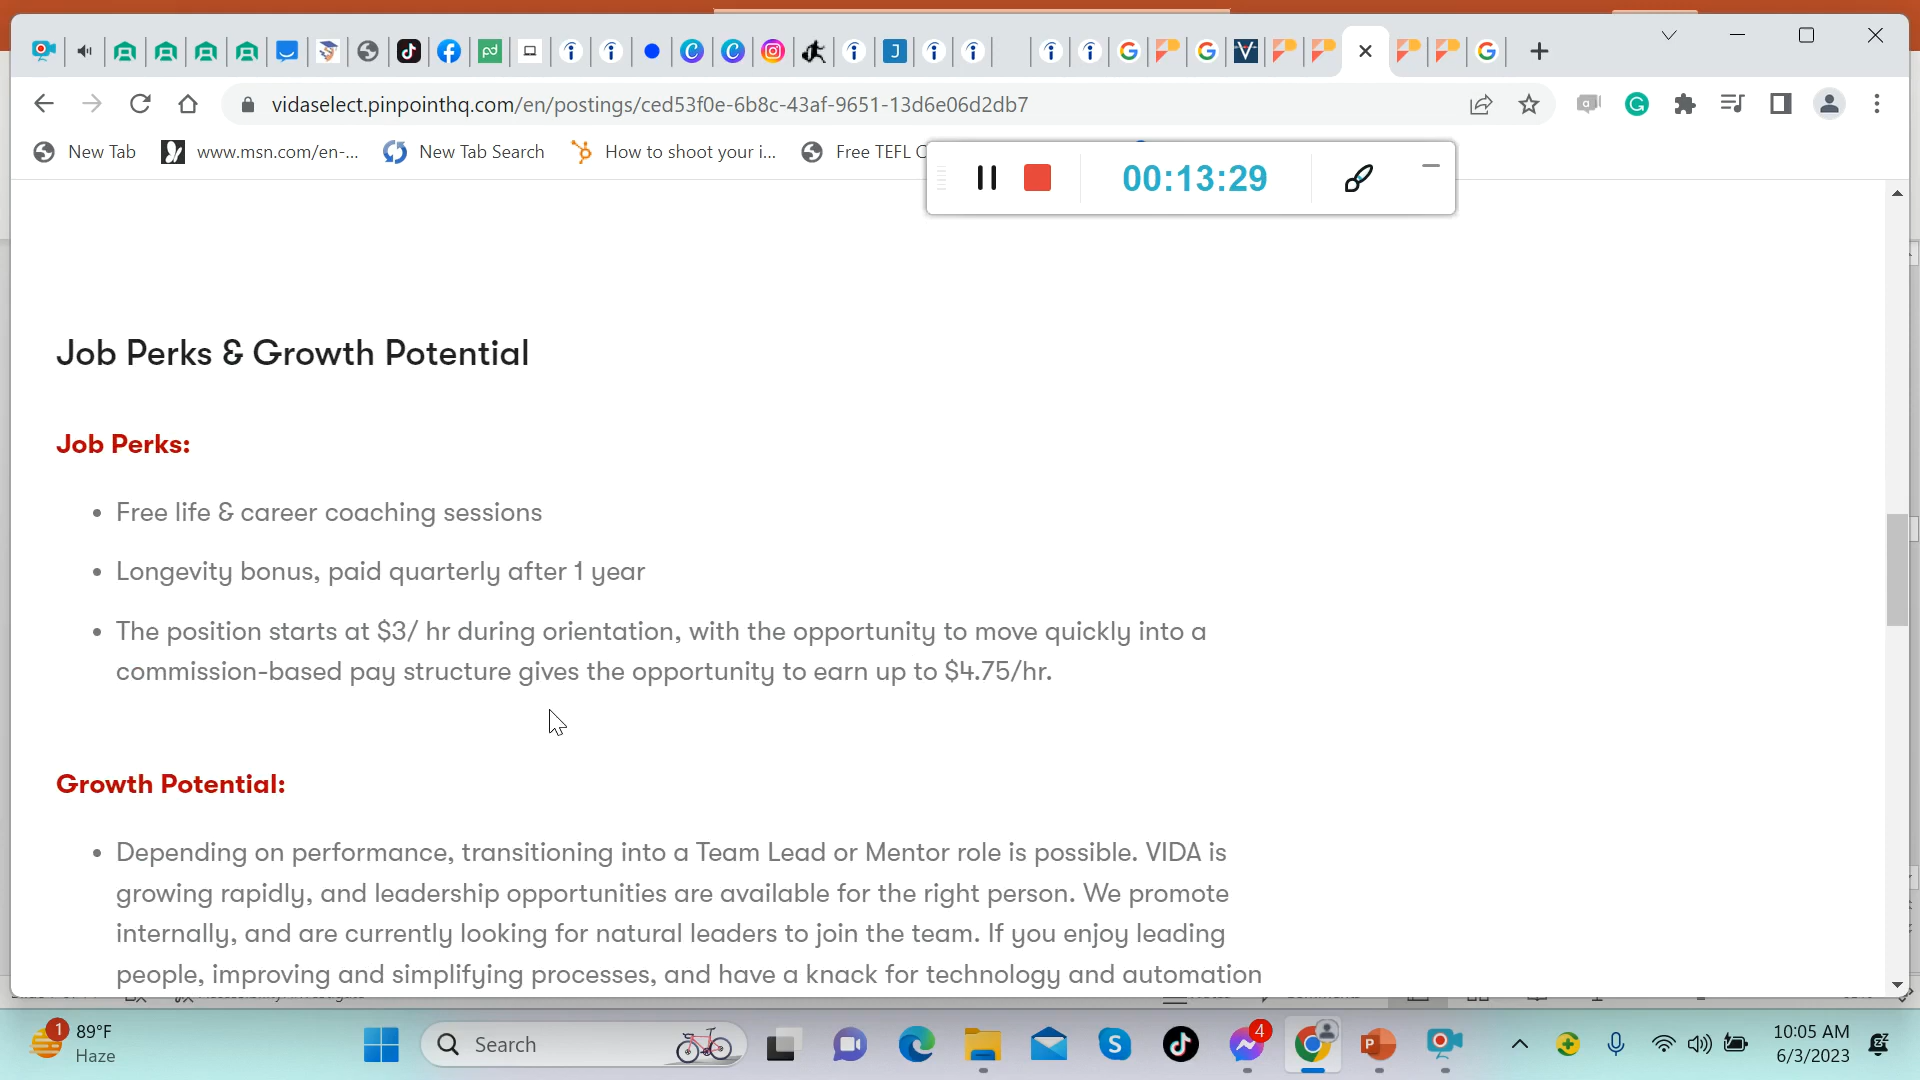 vidaselect.pinpointhq.com/en/postings/ced53f0e-6b8c-43af-9651-13d6e06d2db7
New Tab
www.msn.com/en-...
New Tab Search
How to shoot your i...
Free TEFL C
00:13:29
Job Perks & Growth Potential
Job Perks:
• Free life & career coaching sessions
• Longevity bonus, paid quarterly after 1 year
• The position starts at $3/ hr during orientation, with the opportunity to move quickly into a
commission-based pay structure gives the opportunity to earn up to $4.75/hr.
Growth Potential:
• Depending on performance, transitioning into a Team Lead or Mentor role is possible. VIDA is
growing rapidly, and leadership opportunities are available for the right person. We promote
internally, and are currently looking for natural leaders to join the team. If you enjoy leading
people, improving and simplifying processes, and have a knack for technology and automation
1
89°F
Haze
Search
4
10:05 AM
6/3/2023